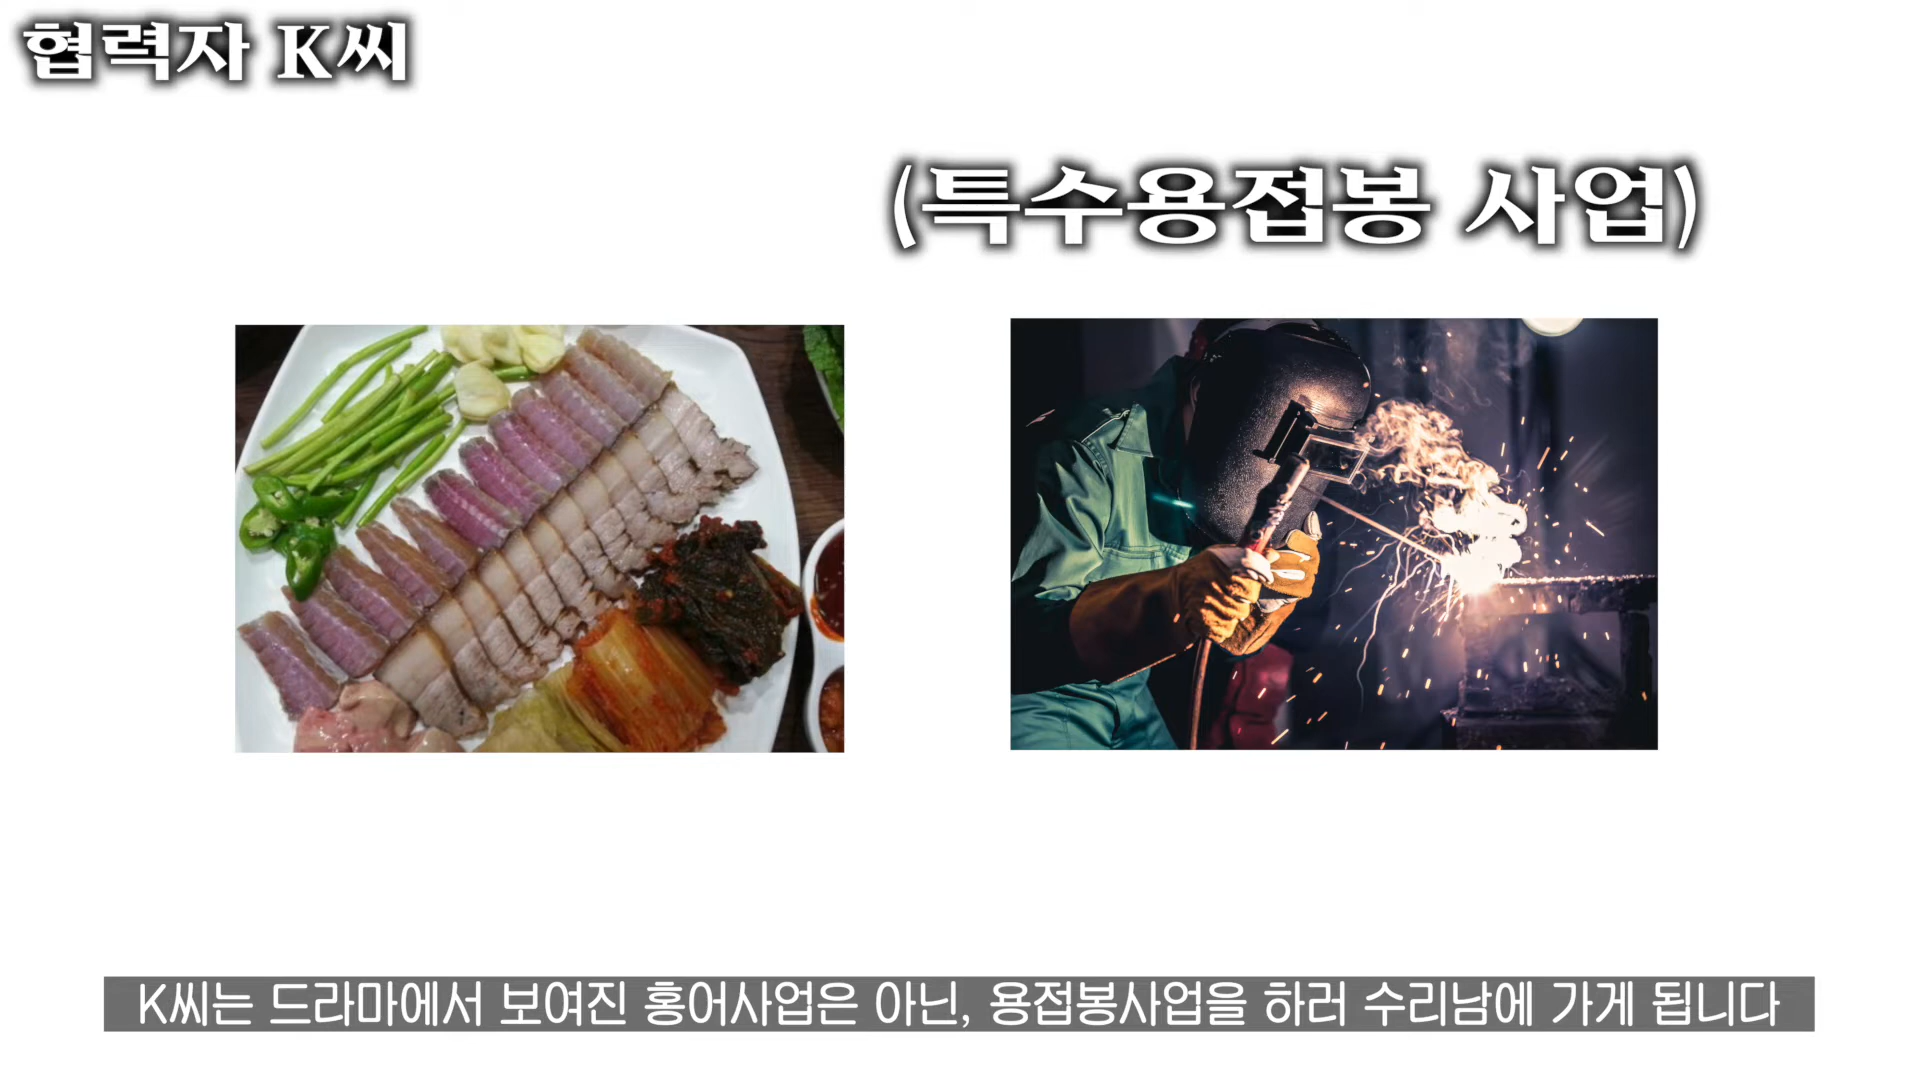 협력자 K씨
(특수용접봉 사업)
K씨는 드라마에서 보여진 홍어사업은 아닌, 용접봉사업을 하러 수리남에 가게 됩니다